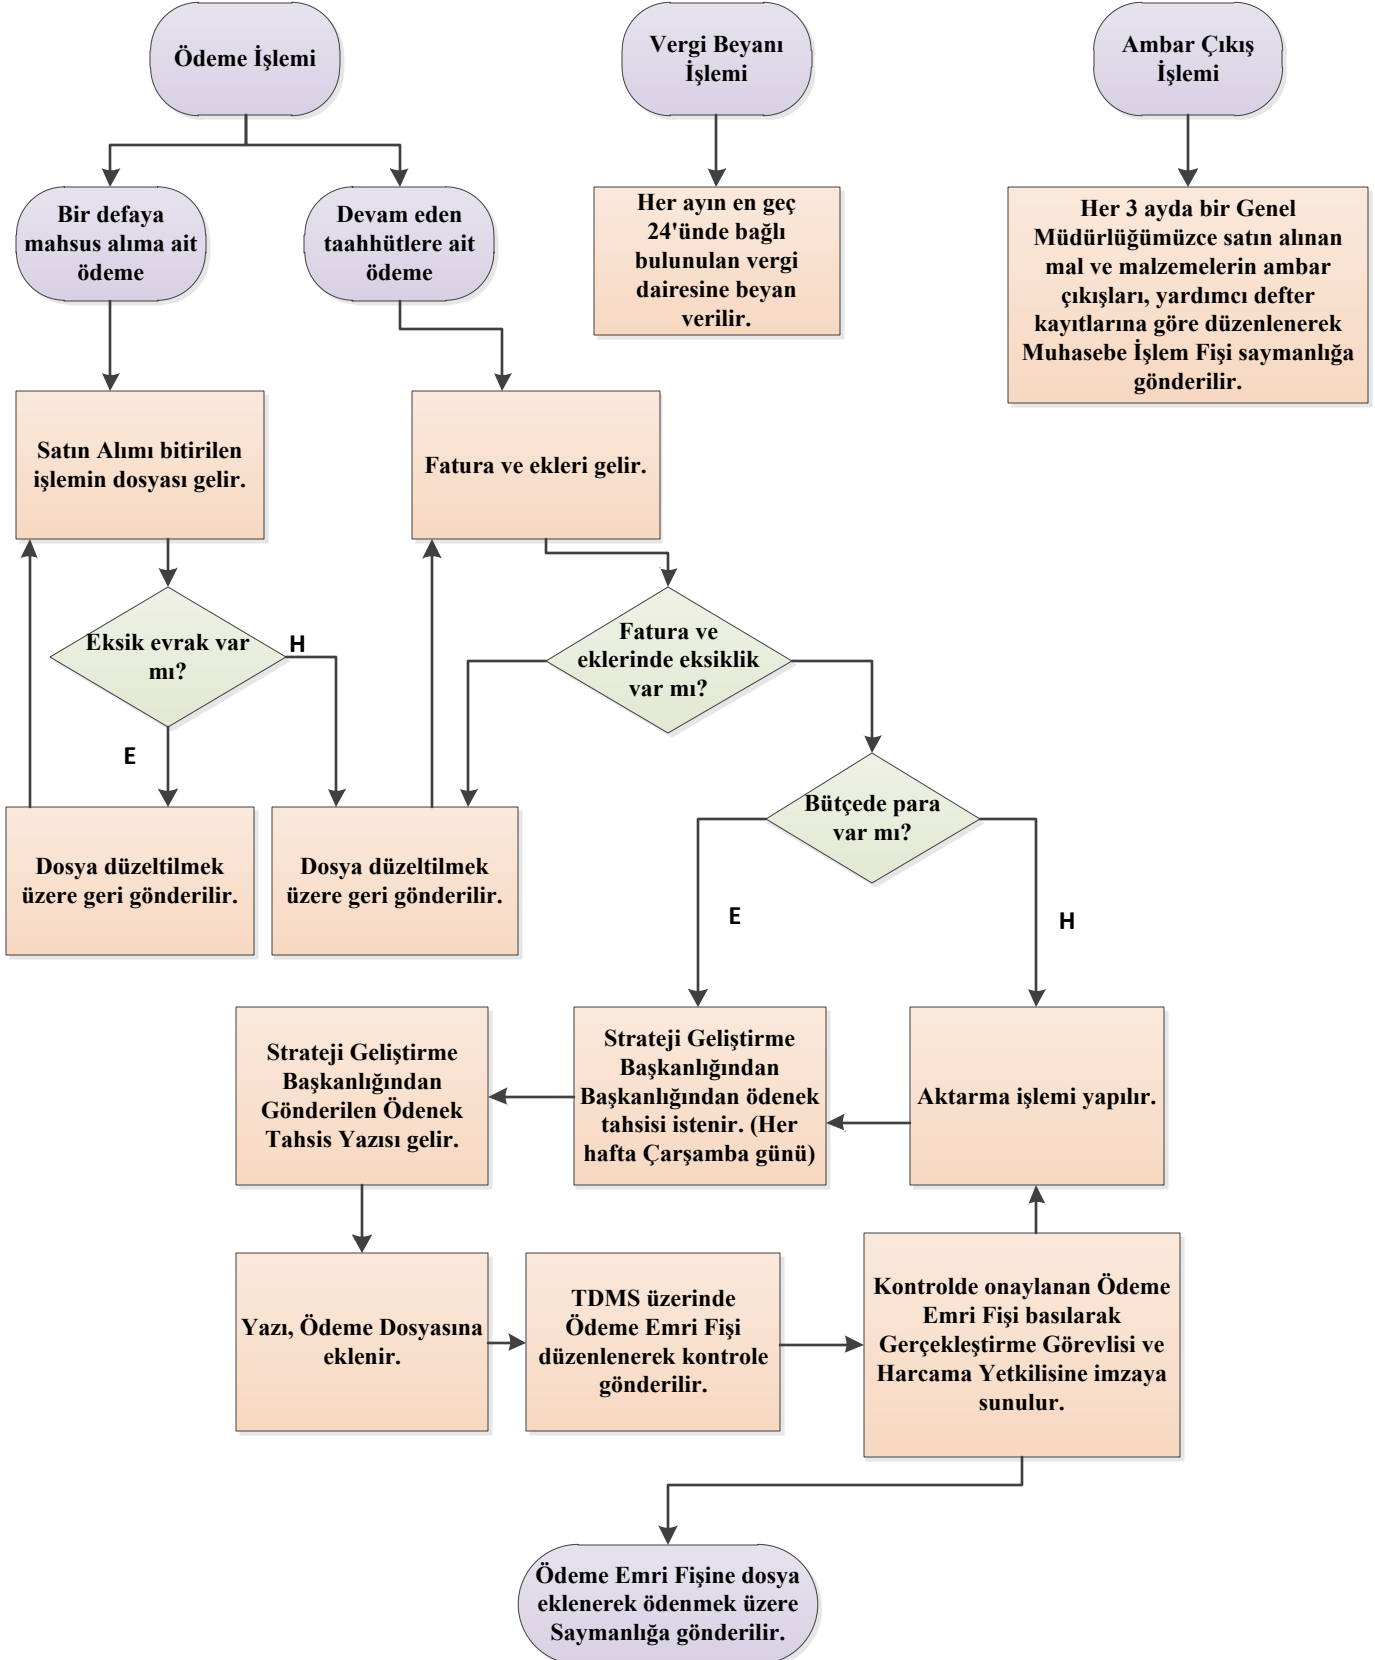 Ödeme İşlemi
Vergi Beyanı
İşlemi
Ambar Çıkış
İşlemi
Bir defaya
mahsus alıma ait
ödeme
Devam eden
taahhütlere ait
ödeme
Her ayın en geç
24'ünde bağlı
bulunulan vergi
dairesine beyan
verilir.
Her 3 ayda bir Genel
Müdürlüğümüzce satın alınan
mal ve malzemelerin ambar
çıkışları, yardımcı defter
kayıtlarına göre düzenlenerek
Muhasebe İşlem Fişi saymanlığa
gönderilir.
Satın Alımı bitirilen
işlemin dosyası gelir.
Fatura ve ekleri gelir.
Eksik evrak var
mı?
H
E
Fatura ve
eklerinde eksiklik
var mı?
Bütçede para
var mı?
E
H
Dosya düzeltilmek
üzere geri gönderilir.
Dosya düzeltilmek
üzere geri gönderilir.
Strateji Geliştirme
Başkanlığından
Gönderilen Ödenek
Tahsis Yazısı gelir.
Strateji Geliştirme
Başkanlığından
Başkanlığından ödenek
tahsisi istenir. (Her
hafta Çarşamba günü)
Aktarma işlemi yapılır.
Yazı, Ödeme Dosyasına
eklenir.
TDMS üzerinde
Ödeme Emri Fişi
düzenlenerek kontrole
gönderilir.
Kontrolde onaylanan Ödeme
Emri Fişi basılarak
Gerçekleştirme Görevlisi ve
Harcama Yetkilisine imzaya
sunulur.
Ödeme Emri Fişine dosya
eklenerek ödenmek üzere
Saymanlığa gönderilir.